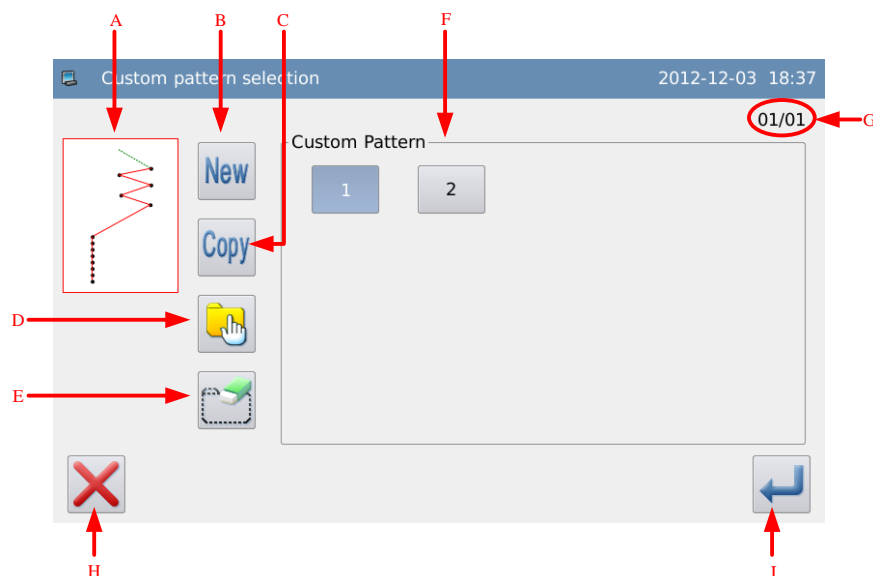 A B C F
Custom pattern selection 2012-12-03 18:37
01/01 G
Custom Pattern
New 1 2
Copy
D
E
H I